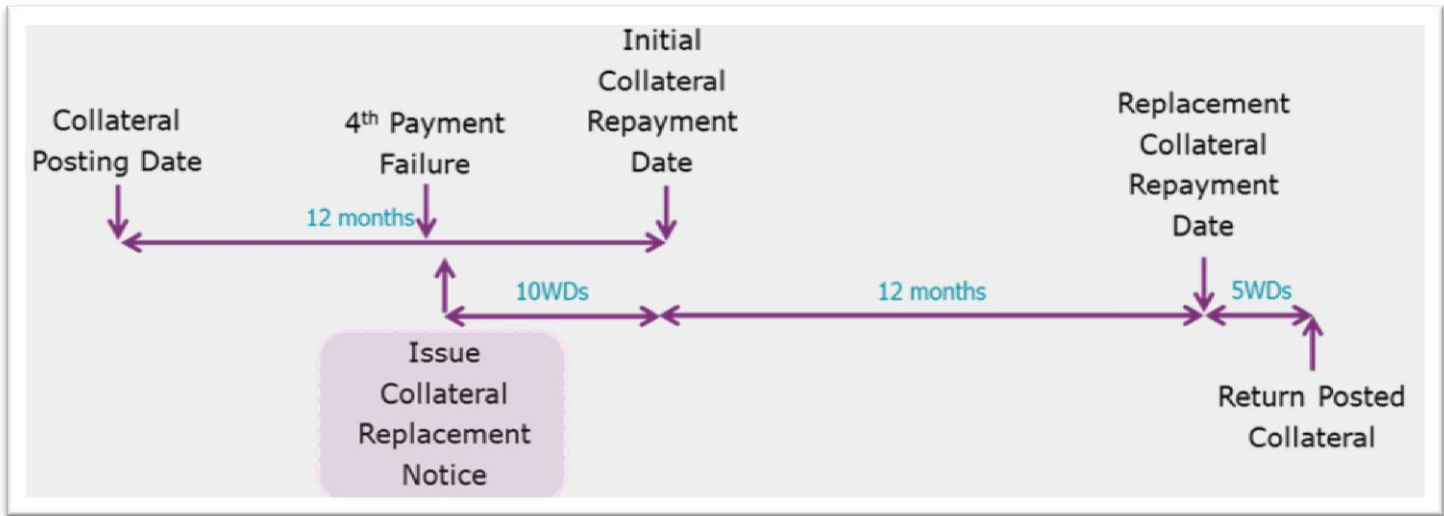 Collateral
Posting Date
4th Payment
Failure
Initial
Collateral
Repayment
Date
Replacement
Collateral
Repayment
Date
12 months
10WDs
12 months
5WDs
Issue
Collateral
Replacement
Notice
Return Posted
Collateral